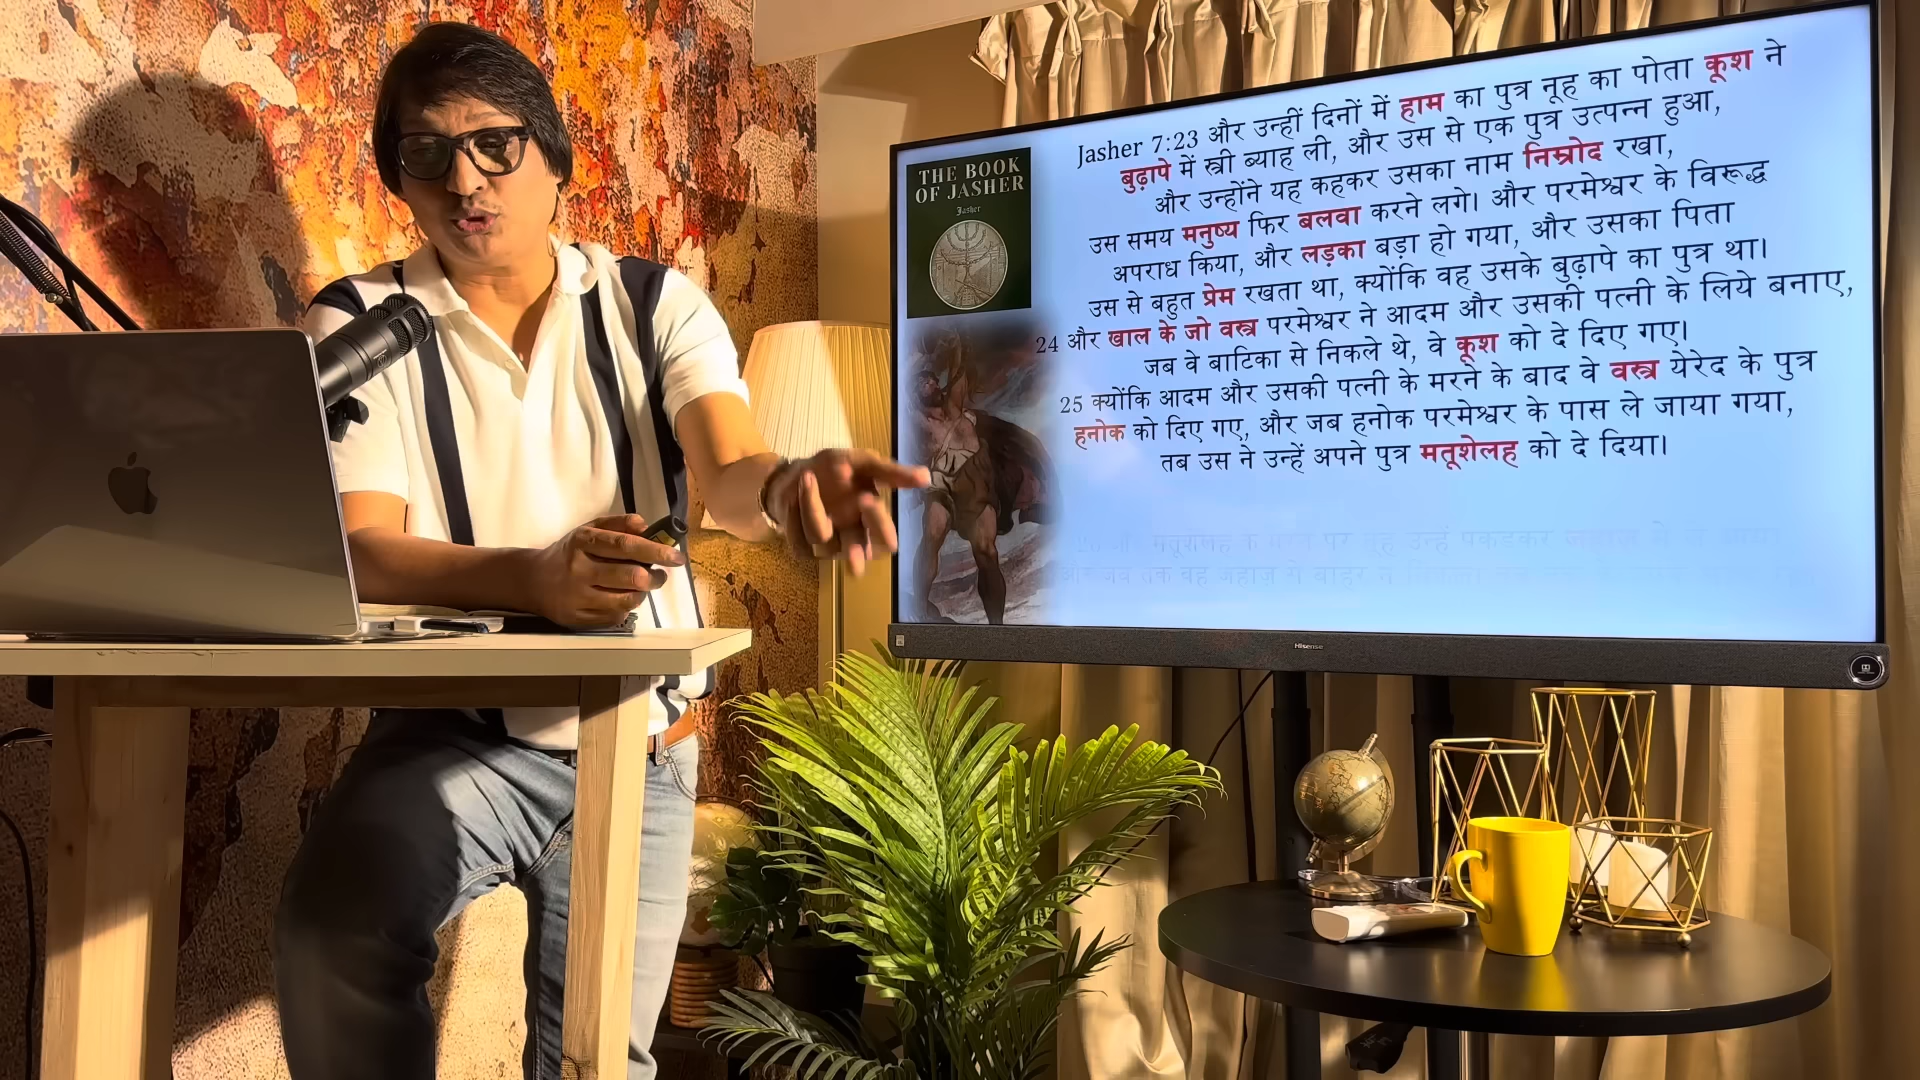 THE BOOK
OF JASHER
Jasher
Jasher 7:23 और उन्हीं दिनों में हाम का पुत्र नूह का पोता कूश ने
बुढ़ापे में स्त्री ब्याह ली, और उस से एक पुत्र उत्पन्न हुआ,
और उन्होंने यह कहकर उसका नाम निम्रोद रखा,
उस समय मनुष्य फिर बलवा करने लगे। और परमेश्वर के विरूद्ध
अपराध किया, और लड़का बड़ा हो गया, और उसका पिता
उस से बहुत प्रेम रखता था, क्योंकि वह उसके बुढ़ापे का पुत्र था।
24 और खाल के जो वस्त्र परमेश्वर ने आदम और उसकी पत्नी के लिये बनाए,
जब वे बाटिका से निकले थे, वे कूश को दे दिए गए।
25 क्योंकि आदम और उसकी पत्नी के मरने के बाद वे वस्त्र येरेद के पुत्र
हनोक को दिए गए, और जब हनोक परमेश्वर के पास ले जाया गया,
तब उस ने उन्हें अपने पुत्र मतूशेलह को दे दिया।
Hisense